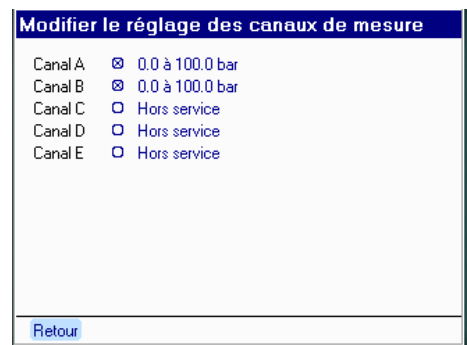 Modifier le réglage des canaux de mesure
Canal A 0.0 à 100.0 bar
Canal B 0.0 à 100.0 bar
Canal C Hors service
Canal D Hors service
Canal E Hors service
Retour